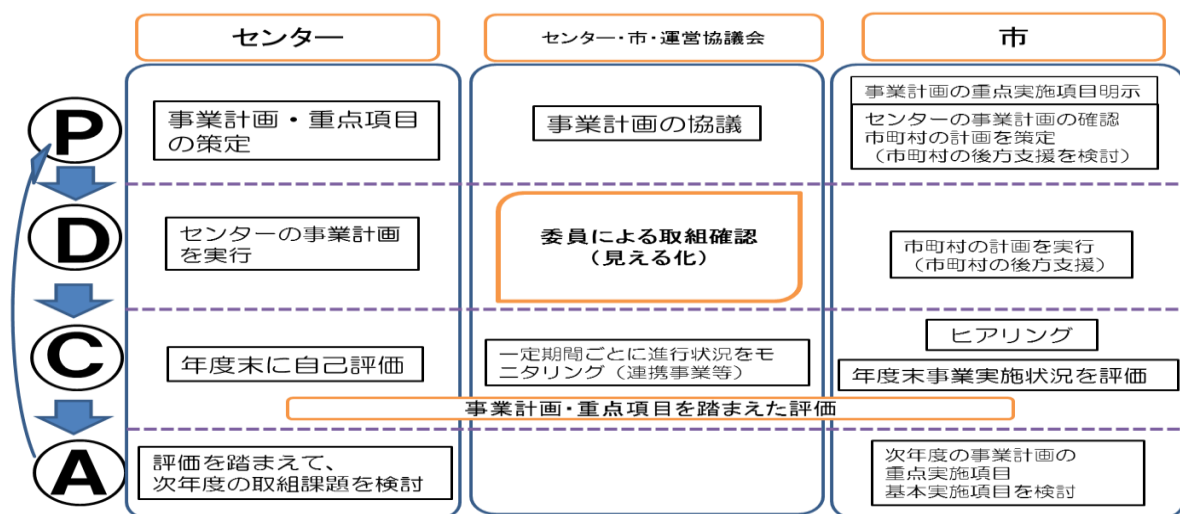 センター
センター・市・運営協議会
市
P
事業計画・重点項目
の策定
事業計画の協議
事業計画の重点実施項目明示
センターの事業計画の確認
市町村の計画を策定
（市町村の後方支援を検討）
D
センターの事業計画
を実行
委員による取組確認
（見える化）
市町村の計画を実行
（市町村の後方支援）
C
年度末に自己評価
一定期間ごとに進行状況をモ
ニタリング（連携事業等）
ヒアリング
年度末事業実施状況を評価
事業計画・重点項目を踏まえた評価
A
評価を踏まえて、
次年度の取組課題を検討
次年度の事業計画の
重点実施項目
基本実施項目を検討